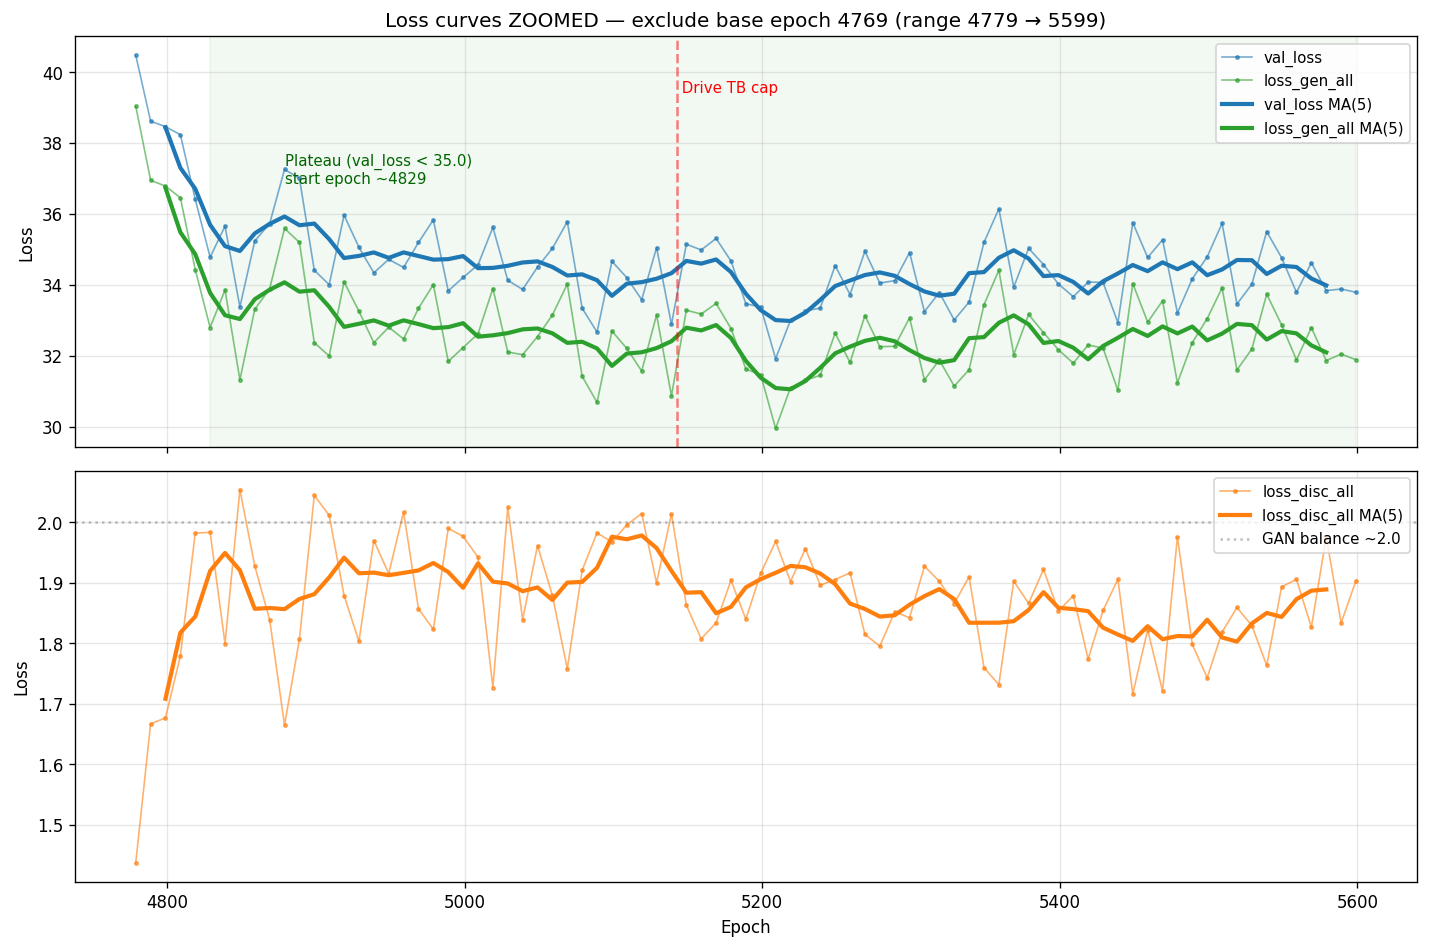 Loss curves ZOOMED — exclude base epoch 4769 (range 4779 → 5599)
Loss
40
38
36
34
32
30
Drive TB cap
Plateau (val_loss < 35.0)
start epoch ~4829
val_loss
loss_gen_all
val_loss MA(5)
loss_gen_all MA(5)
Loss
2.0
1.9
1.8
1.7
1.6
1.5
loss_disc_all
loss_disc_all MA(5)
GAN balance ~2.0
4800
5000
5200
5400
5600
Epoch